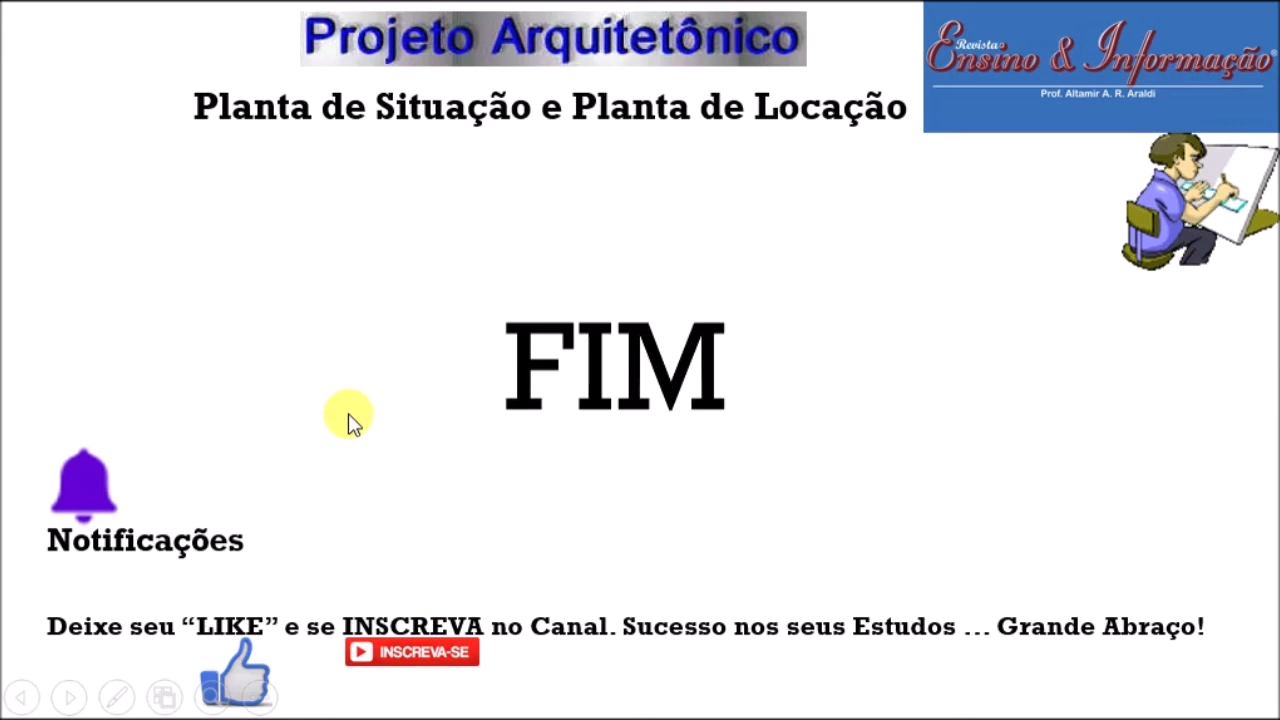 Projeto Arquitetônico
Revista
Ensino & Informação
Prof. Altamir A. R. Araldi
Planta de Situação e Planta de Locação
FIM
Notificações
Deixe seu “LIKE” e se INSCREVA no Canal. Sucesso nos seus Estudos ... Grande Abraço!
INSCREVA-SE